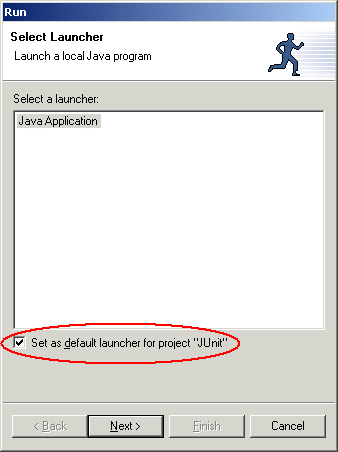 Run
Select Launcher
Launch a local Java program
Select a launcher:
Java Application
Set as default launcher for project "JUnit"
< Back
Next >
Finish
Cancel